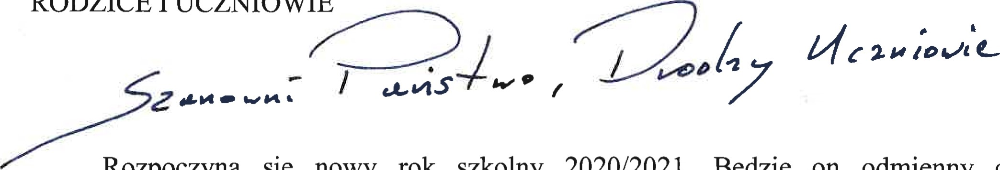 RODZICE I UCZNIOWIE
Szanowni Państwo, Drodzy Uczniowie
Rozpoczyna się nowy rok szkolny 2020/2021. Będzie on odmienny